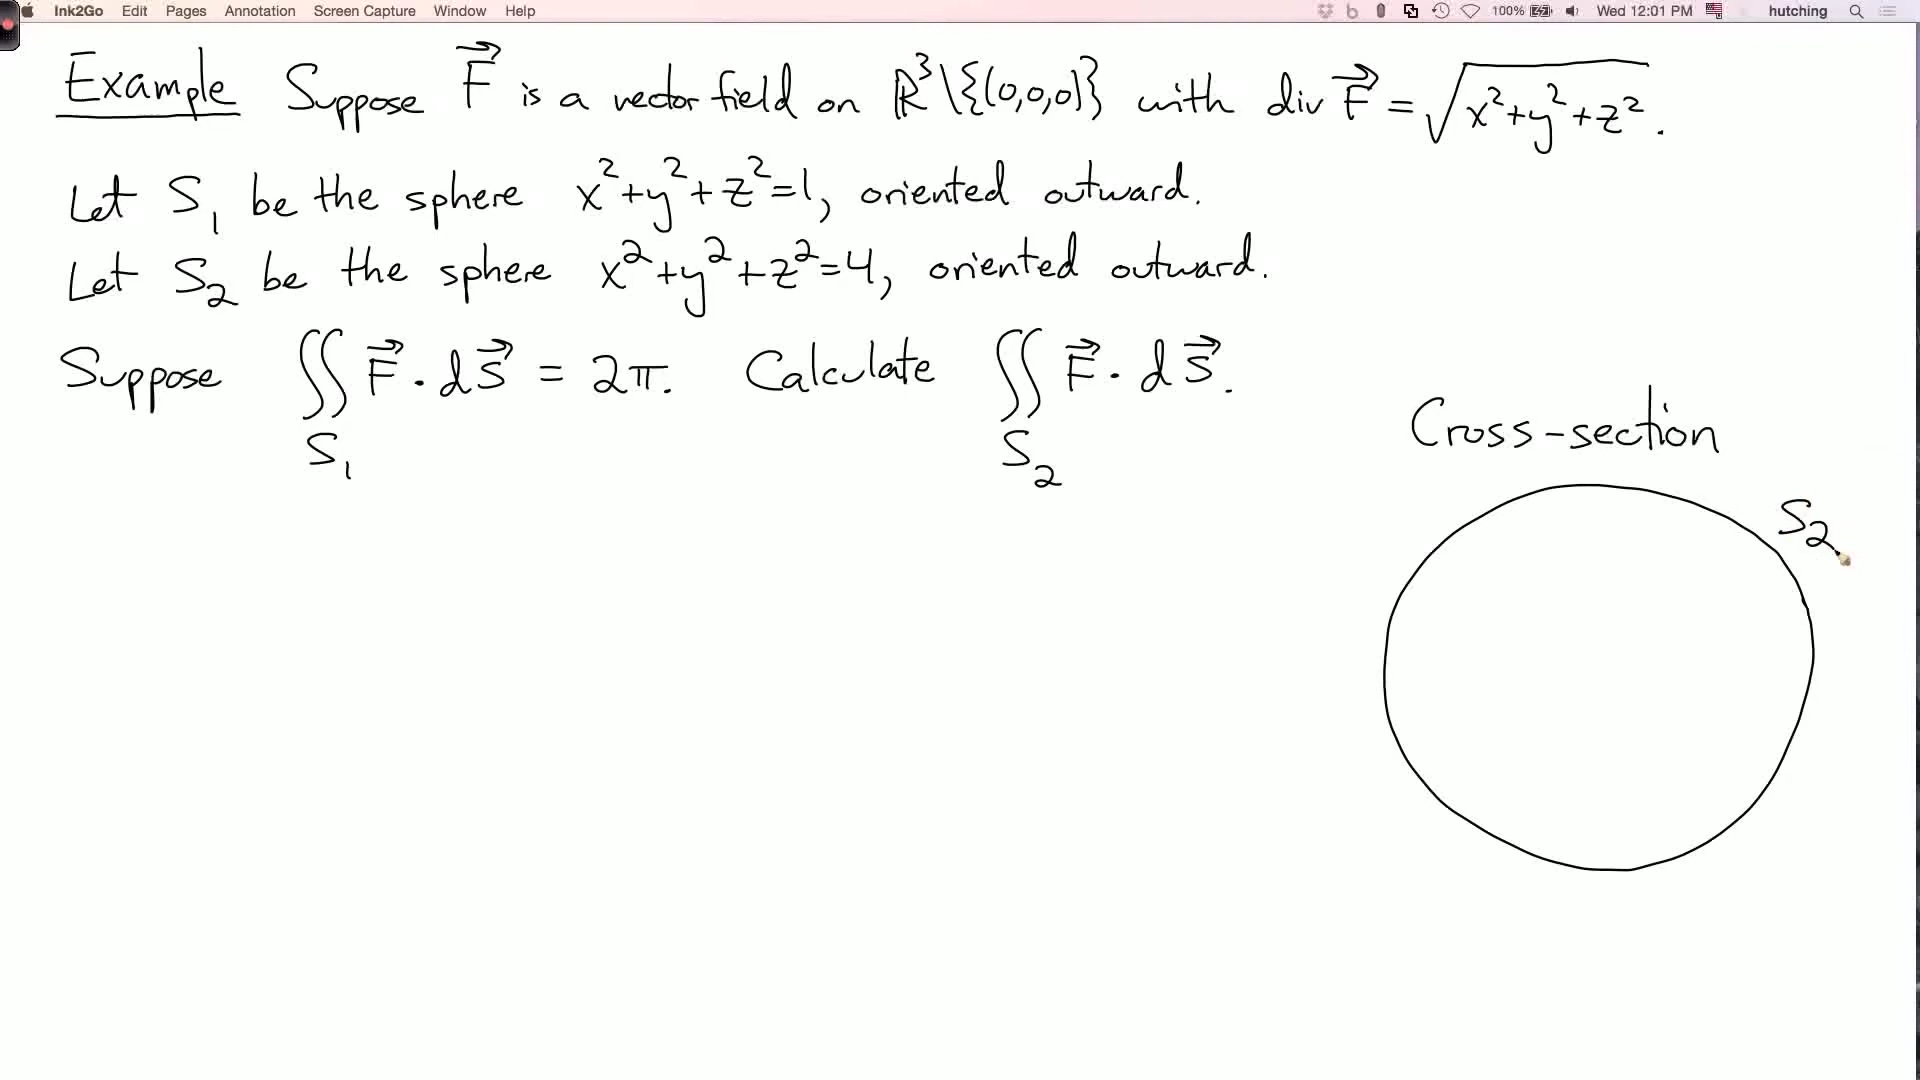 Ink2Go Edit Pages Annotation Screen Capture Window Help 100% Wed 12:01 PM hutching
Example Suppose F⃗ is a vector field on ℝ³\{(0,0,0)} with div F⃗ = √(x²+y²+z²).
Let S₁ be the sphere x²+y²+z²=1, oriented outward.
Let S₂ be the sphere x²+y²+z²=4, oriented outward.
Suppose ∬_{S₁} F⃗ · dS⃗ = 2π. Calculate ∬_{S₂} F⃗ · dS⃗.
Cross-section
S₂